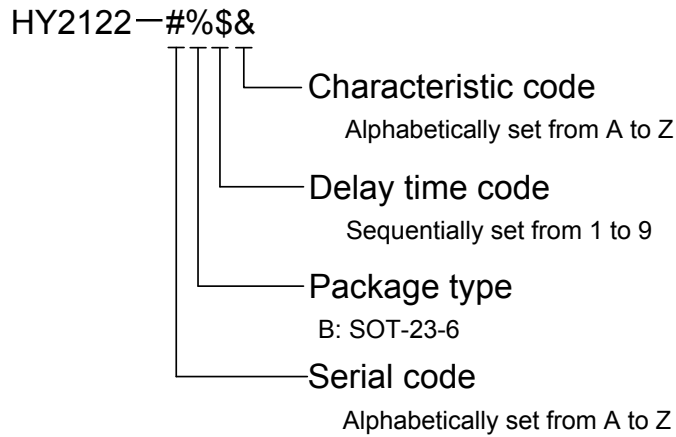 HY2122—#%$&
Characteristic code
Alphabetically set from A to Z
Delay time code
Sequentially set from 1 to 9
Package type
B: SOT-23-6
Serial code
Alphabetically set from A to Z